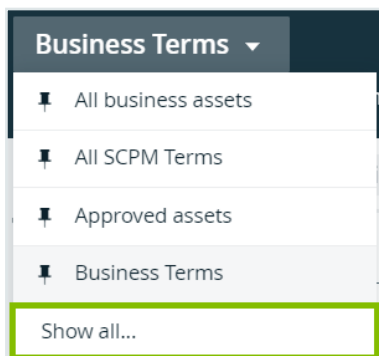 Business Terms
All business assets
All SCPM Terms
Approved assets
Business Terms
Show all...